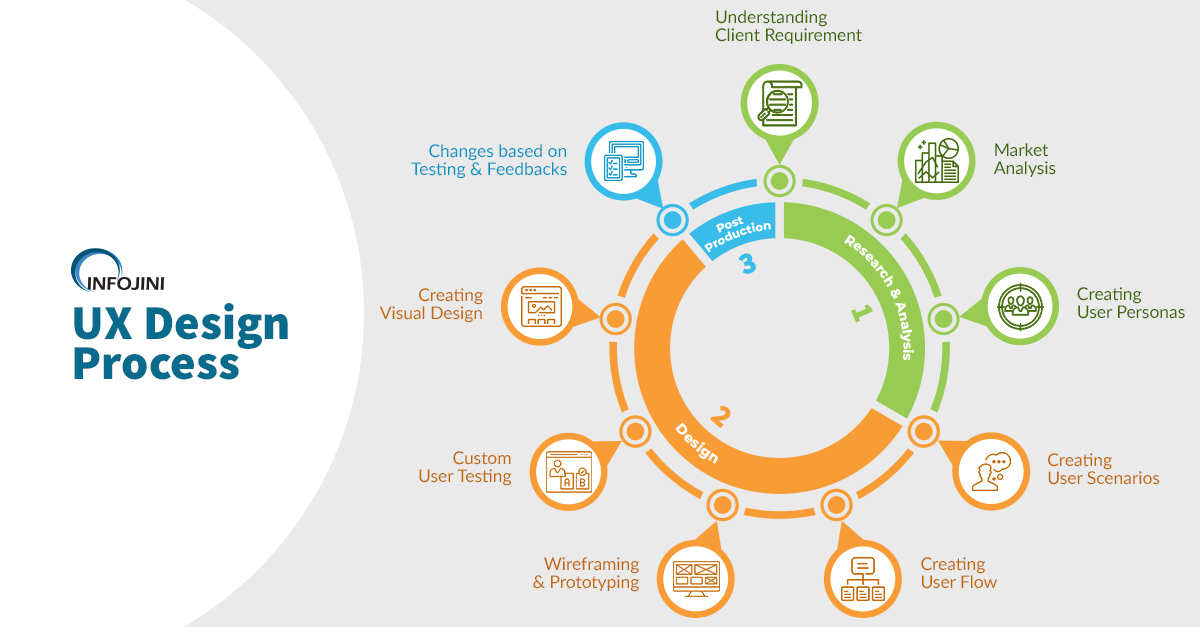 INFOJINI
UX Design
Process
Understanding
Client Requirement
Market
Analysis
Creating
User Personas
Creating
User Scenarios
Creating
User Flow
Wireframing
& Prototyping
Custom
User Testing
A B
Creating
Visual Design
Changes based on
Testing & Feedbacks
Research & Analysis
1
Design
2
Post
Production
3